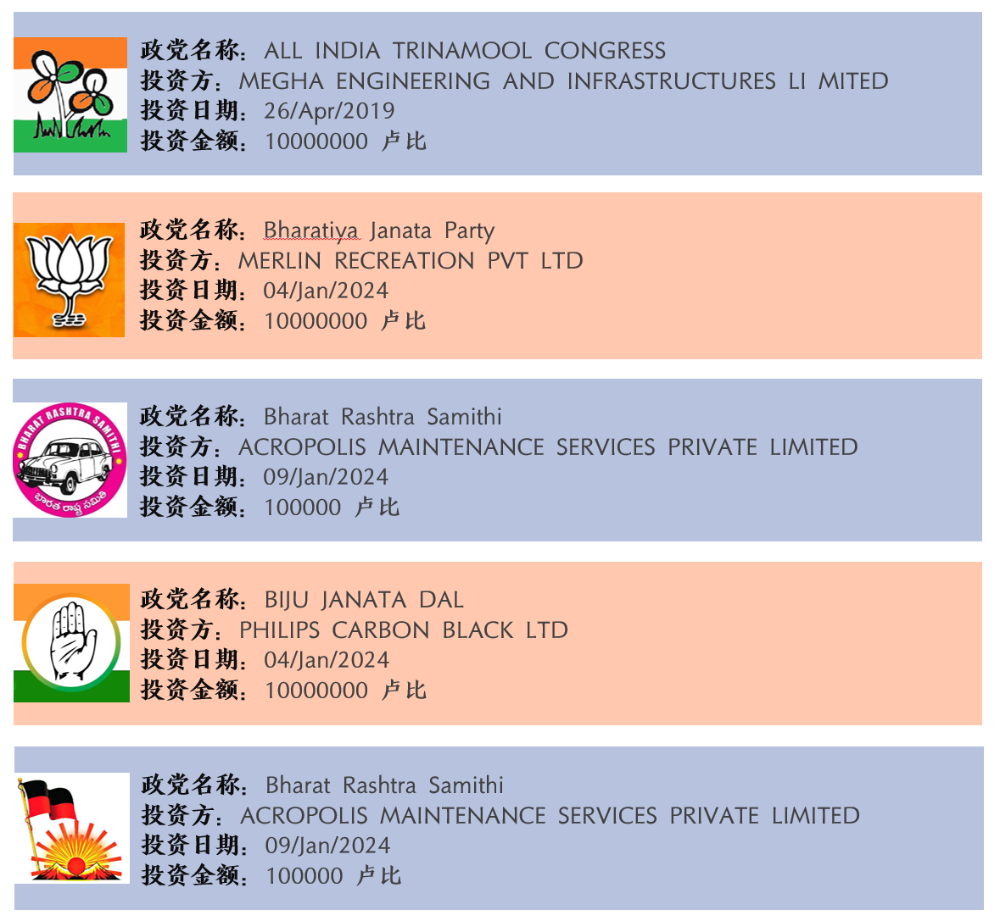 政党名称：ALL INDIA TRINAMOOL CONGRESS
投资方：MEGHA ENGINEERING AND INFRASTRUCTURES LI MITED
投资日期：26/Apr/2019
投资金额：10000000 卢比
政党名称：Bharatiya Janata Party
投资方：MERLIN RECREATION PVT LTD
投资日期：04/Jan/2024
投资金额：10000000 卢比
BHARAT RASHTRA SAMITHI
భారత రాష్ట్ర సమితి
政党名称：Bharat Rashtra Samithi
投资方：ACROPOLIS MAINTENANCE SERVICES PRIVATE LIMITED
投资日期：09/Jan/2024
投资金额：100000 卢比
政党名称：BIJU JANATA DAL
投资方：PHILIPS CARBON BLACK LTD
投资日期：04/Jan/2024
投资金额：10000000 卢比
政党名称：Bharat Rashtra Samithi
投资方：ACROPOLIS MAINTENANCE SERVICES PRIVATE LIMITED
投资日期：09/Jan/2024
投资金额：100000 卢比